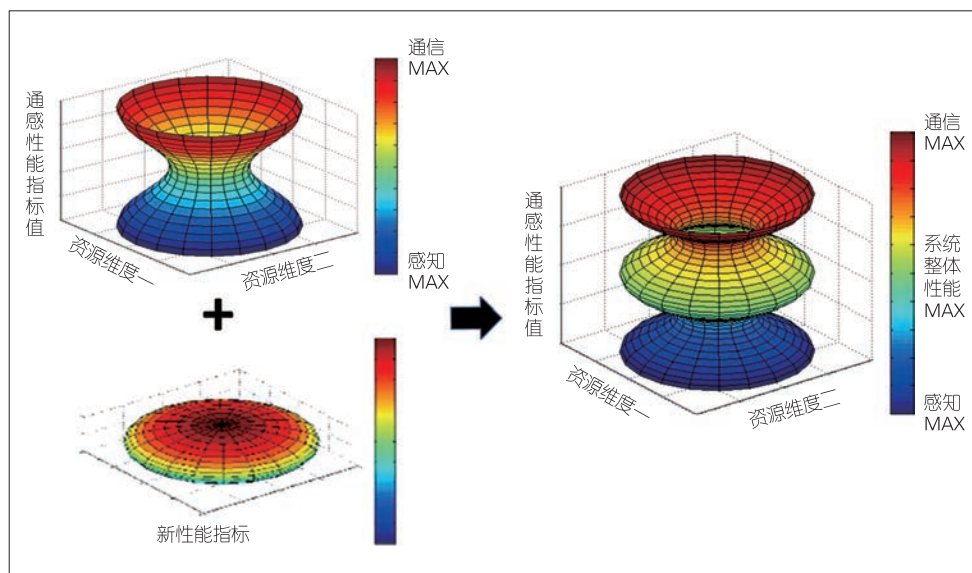 通信
MAX
通感性能指标值
资源维度一
资源维度二
感知
MAX
+
新性能指标
通信
MAX
通感性能指标值
系统
整体
性能
MAX
资源维度一
资源维度二
感知
MAX